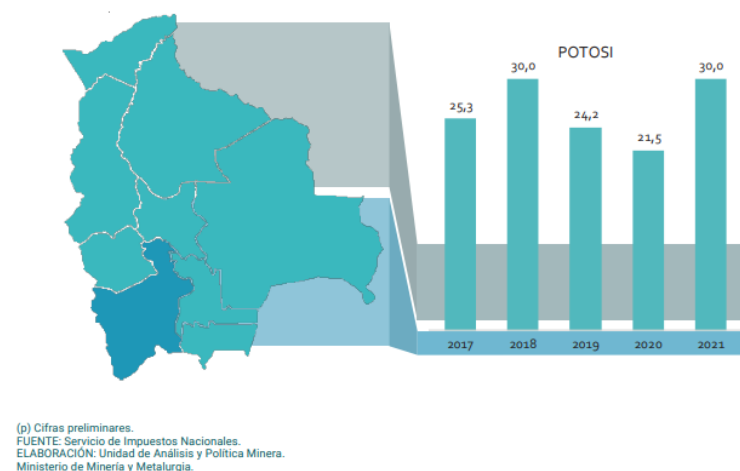 POTOSI
30,0
30,0
25,3
24,2
21,5
2017 2018 2019 2020 2021
(p) Cifras preliminares.
FUENTE: Servicio de Impuestos Nacionales.
ELABORACIÓN: Unidad de Análisis y Política Minera.
Ministerio de Minería y Metalurgia.